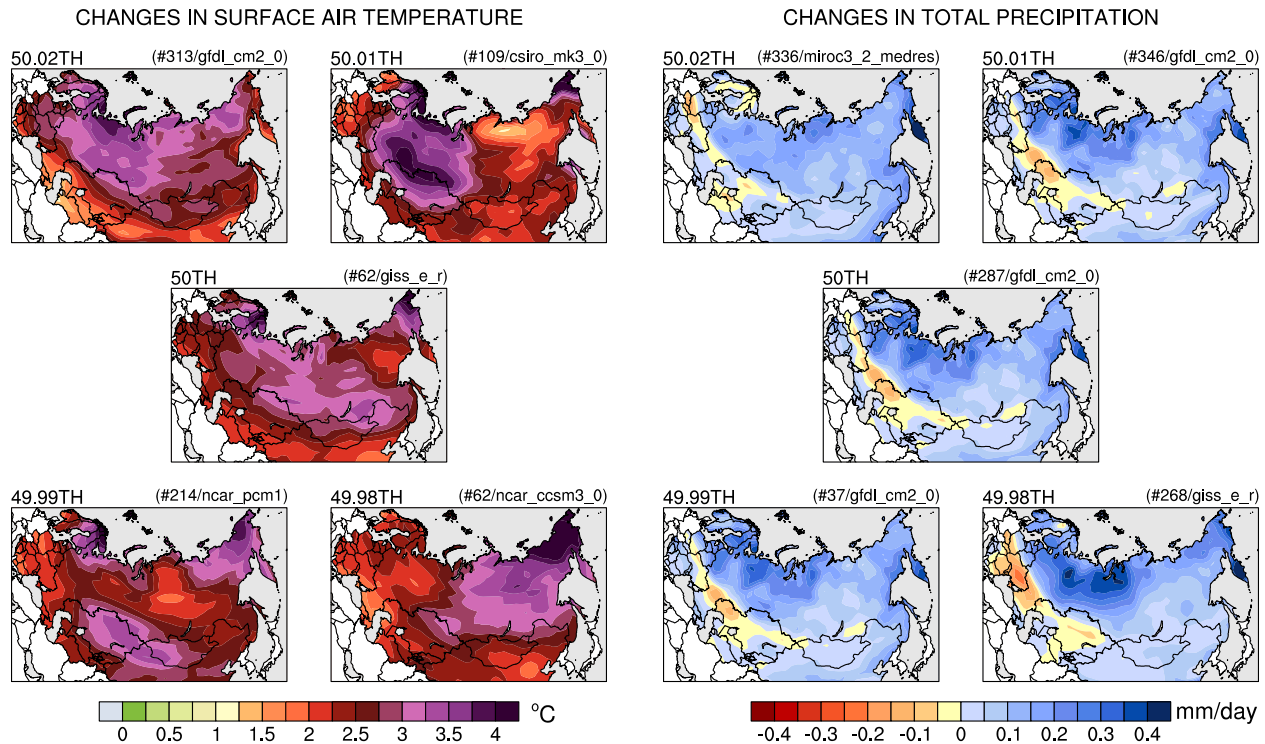 CHANGES IN SURFACE AIR TEMPERATURE
CHANGES IN TOTAL PRECIPITATION
50.02TH (#313/gfdl_cm2_0)
50.01TH (#109/csiro_mk3_0)
50.02TH (#336/miroc3_2_medres)
50.01TH (#346/gfdl_cm2_0)
50TH (#62/giss_e_r)
50TH (#287/gfdl_cm2_0)
49.99TH (#214/ncar_pcm1)
49.98TH (#62/ncar_ccsm3_0)
49.99TH (#37/gfdl_cm2_0)
49.98TH (#268/giss_e_r)
0 0.5 1 1.5 2 2.5 3 3.5 4 °C
-0.4 -0.3 -0.2 -0.1 0 0.1 0.2 0.3 0.4 mm/day